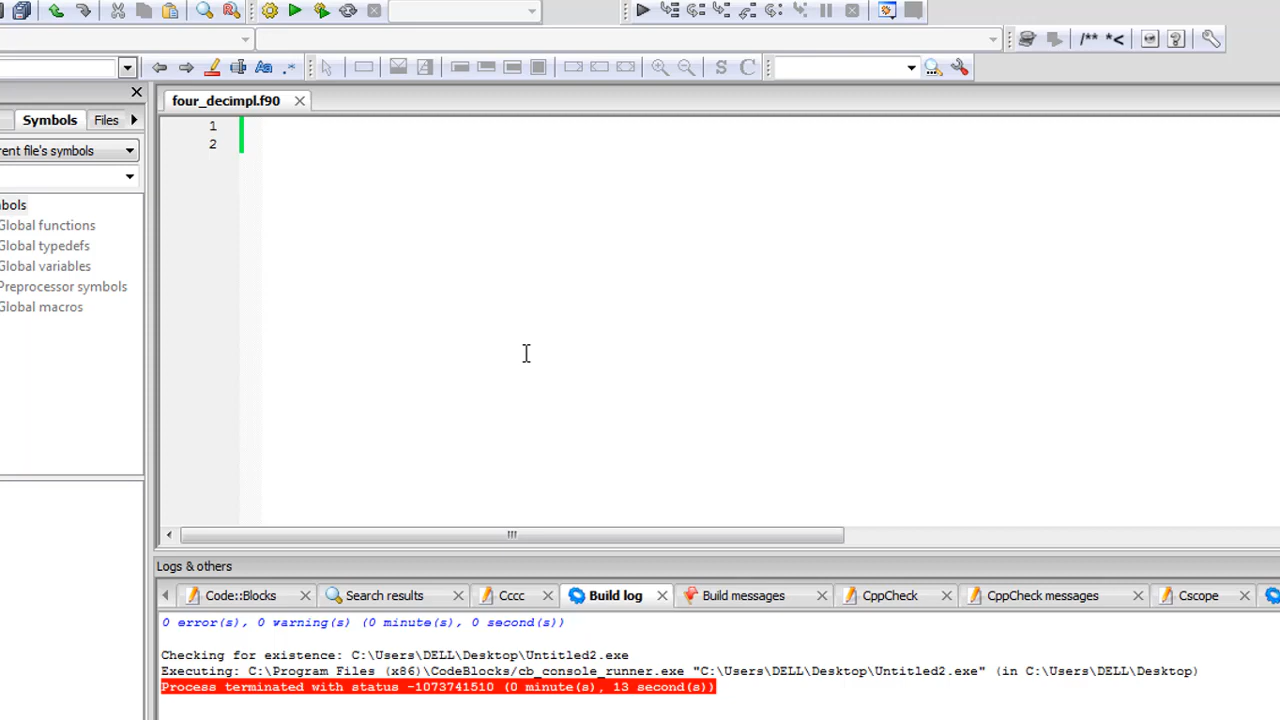 /** *<
S C
four_decimpl.f90
Symbols Files
rent file's symbols
1
2
nbols
Global functions
Global typedefs
Global variables
Preprocessor symbols
Global macros
Logs & others
Code::Blocks Search results Cccc Build log Build messages CppCheck CppCheck messages Cscope
0 error(s), 0 warning(s) (0 minute(s), 0 second(s))
Checking for existence: C:\Users\DELL\Desktop\Untitled2.exe
Executing: C:\Program Files (x86)\CodeBlocks/cb_console_runner.exe "C:\Users\DELL\Desktop\Untitled2.exe" (in C:\Users\DELL\Desktop)
Process terminated with status -1073741510 (0 minute(s), 13 second(s))